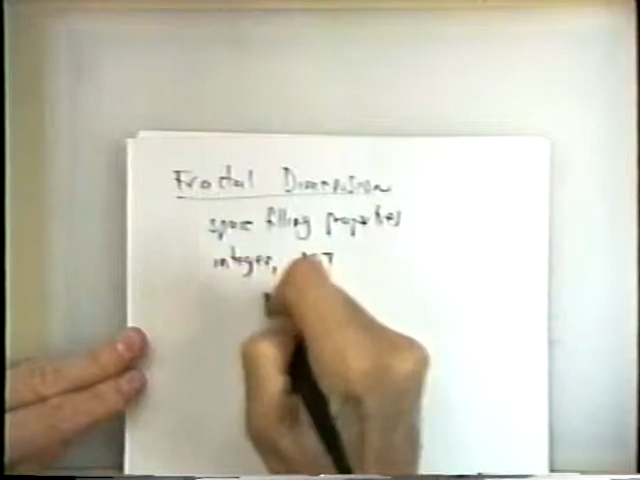 Fractal Dimension
space filling properties
integer,